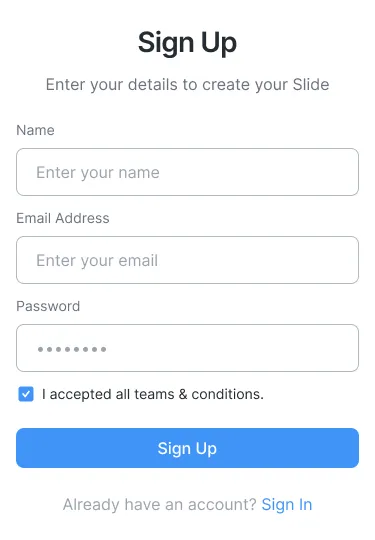 Sign Up
Enter your details to create your Slide
Name
Enter your name
Email Address
Enter your email
Password
••••••••
I accepted all teams & conditions.
Sign Up
Already have an account? Sign In